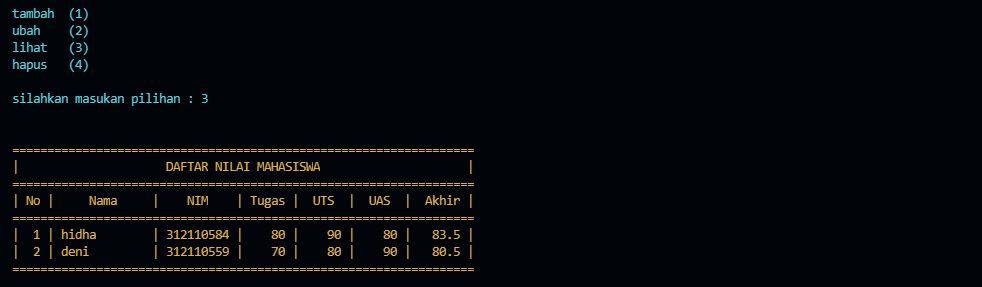 tambah  (1)
ubah    (2)
lihat   (3)
hapus   (4)

silahkan masukan pilihan : 3


==================================================================
|                     DAFTAR NILAI MAHASISWA                     |
==================================================================
| No |     Nama     |    NIM    | Tugas |  UTS  |  UAS  |  Akhir |
==================================================================
|  1 | hidha        | 312110584 |    80 |    90 |    80 |   83.5 |
|  2 | deni         | 312110559 |    70 |    80 |    90 |   80.5 |
==================================================================